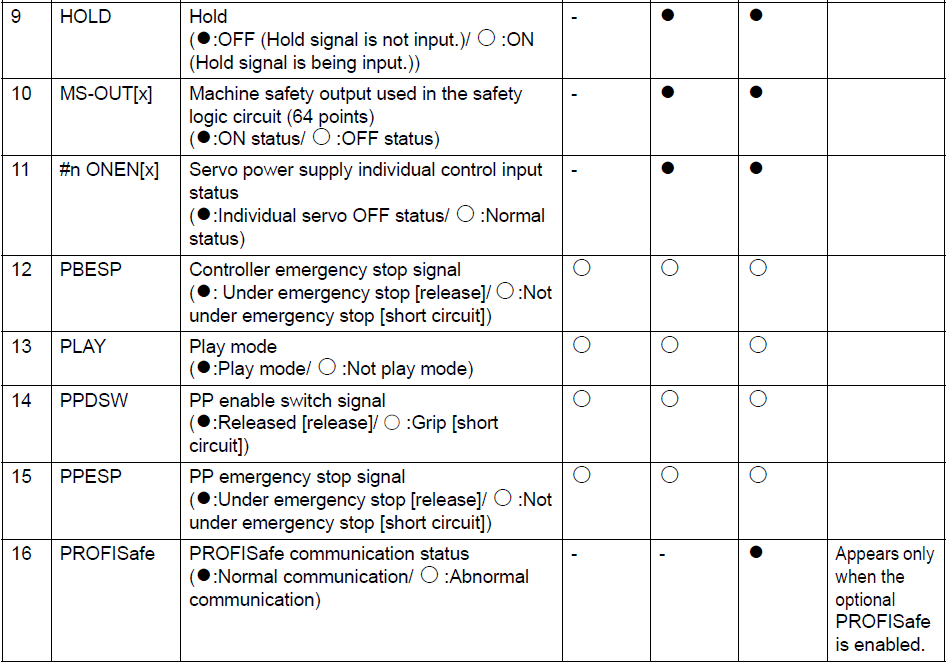 9 HOLD Hold - ● ●
(●:OFF (Hold signal is not input.)/ ○ :ON
(Hold signal is being input.))
10 MS-OUT[x] Machine safety output used in the safety - ● ●
logic circuit (64 points)
(●:ON status/ ○ :OFF status)
11 #n ONEN[x] Servo power supply individual control input - ● ●
status
(●:Individual servo OFF status/ ○ :Normal
status)
12 PBESP Controller emergency stop signal ○ ○ ○
(●: Under emergency stop [release]/ ○ :Not
under emergency stop [short circuit])
13 PLAY Play mode ○ ○ ○
(●:Play mode/ ○ :Not play mode)
14 PPDSW PP enable switch signal ○ ○ ○
(●:Released [release]/ ○ :Grip [short
circuit])
15 PPESP PP emergency stop signal ○ ○ ○
(●:Under emergency stop [release]/ ○ :Not
under emergency stop [short circuit])
16 PROFISafe PROFISafe communication status - - ● Appears only
(●:Normal communication/ ○ :Abnormal when the
communication) optional
PROFISafe
is enabled.